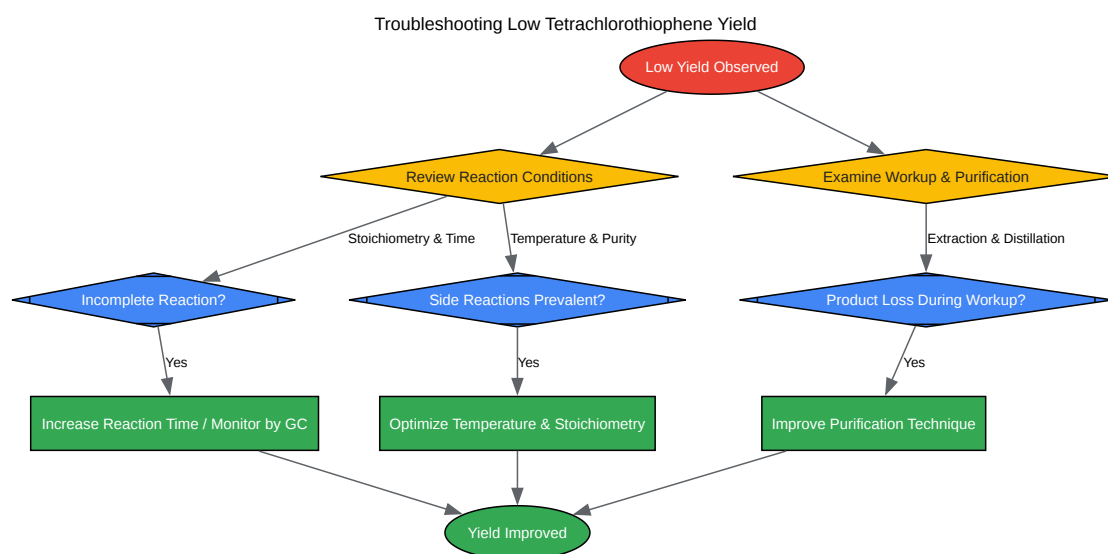 Troubleshooting Low Tetrachlorothiophene Yield
Low Yield Observed
Review Reaction Conditions
Examine Workup & Purification
Stoichiometry & Time
Temperature & Purity
Extraction & Distillation
Incomplete Reaction?
Side Reactions Prevalent?
Product Loss During Workup?
Yes
Yes
Yes
Increase Reaction Time / Monitor by GC
Optimize Temperature & Stoichiometry
Improve Purification Technique
Yield Improved